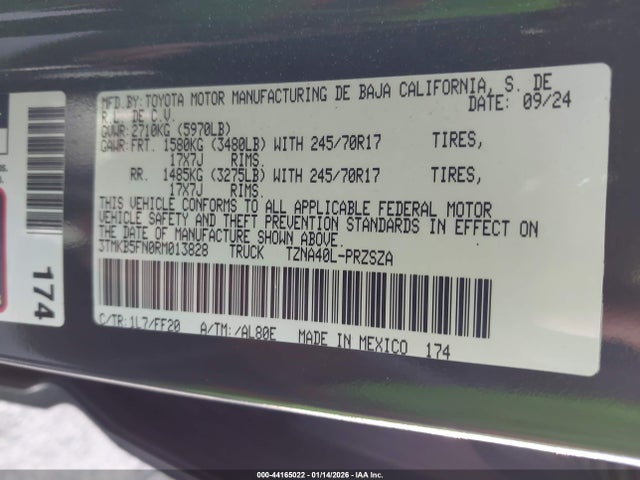 MFD.BY:TOYOTA MOTOR MANUFACTURING DE BAJA CALIFORNIA, S. DE
R.L. DE C.V. DATE: 09/24
GVWR:2710KG (5970LB)
GAWR:FRT. 1580KG (3480LB) WITH 245/70R17 TIRES,
17X7J RIMS.
RR. 1485KG (3275LB) WITH 245/70R17 TIRES,
17X7J RIMS.
THIS VEHICLE CONFORMS TO ALL APPLICABLE FEDERAL MOTOR
VEHICLE SAFETY AND THEFT PREVENTION STANDARDS IN EFFECT ON
THE DATE OF MANUFACTURE SHOWN ABOVE.
3TMKB5FN0RM013828 TRUCK TZNA40L-PRZSZA
C/TR:1L7/FF20 A/TM:/AL80E MADE IN MEXICO 174
174
000-44165022 - 01/14/2026 - IAA Inc.